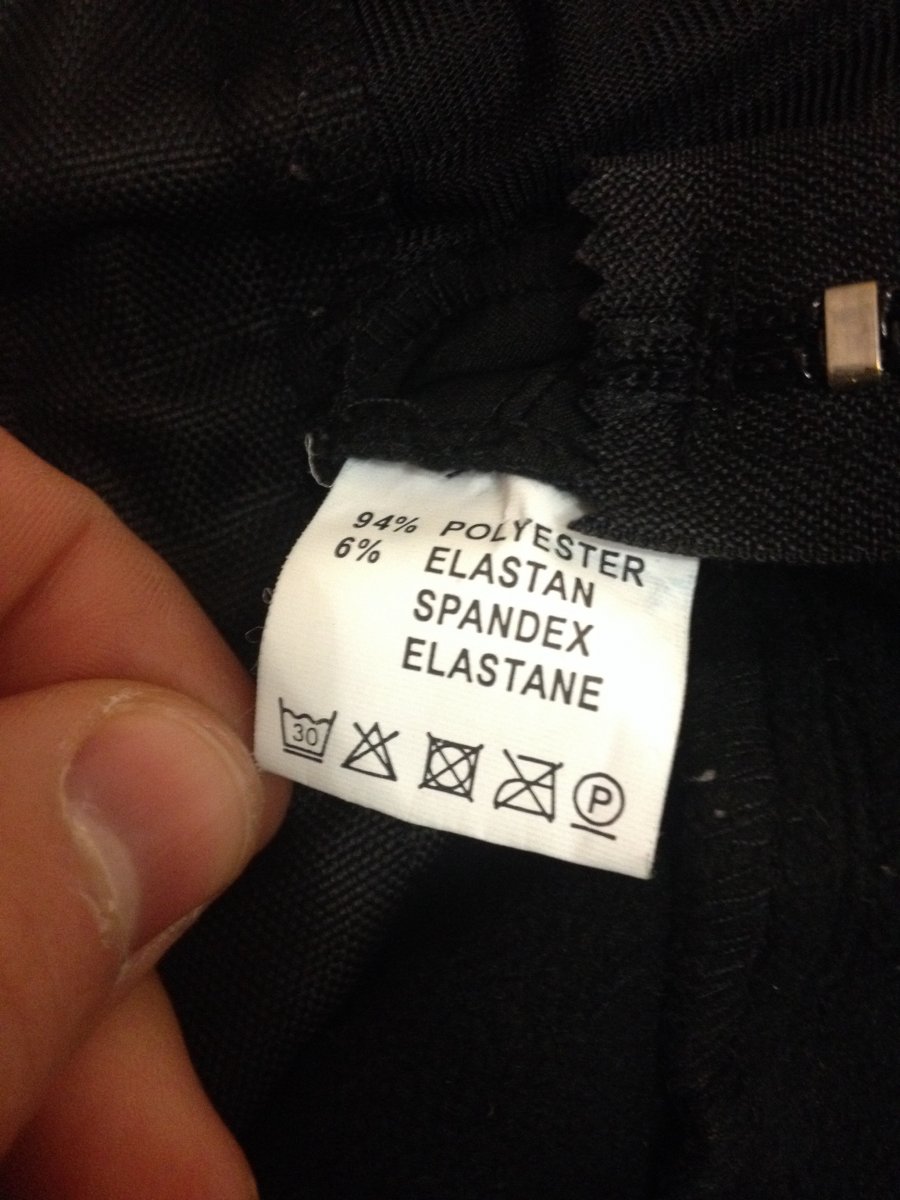 94% POLYESTER
6% ELASTAN
SPANDEX
ELASTANE
30
P